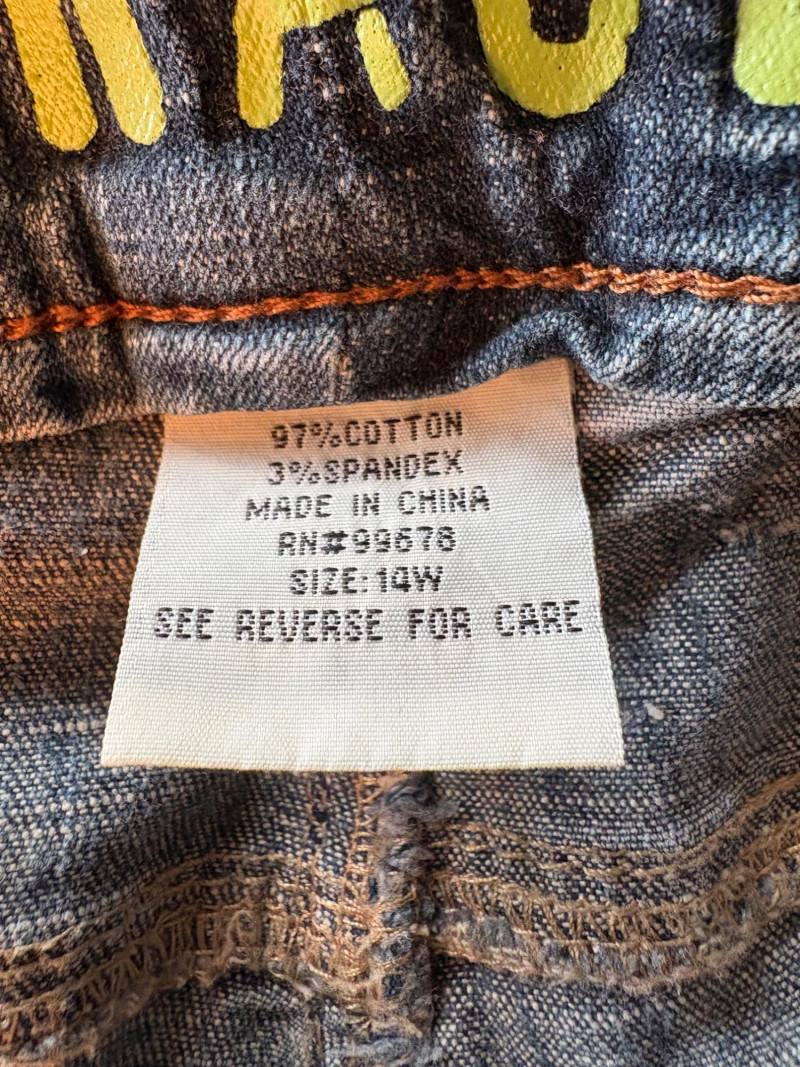 97%COTTON
3%SPANDEX
MADE IN CHINA
RN#99678
SIZE:14W
SEE REVERSE FOR CARE